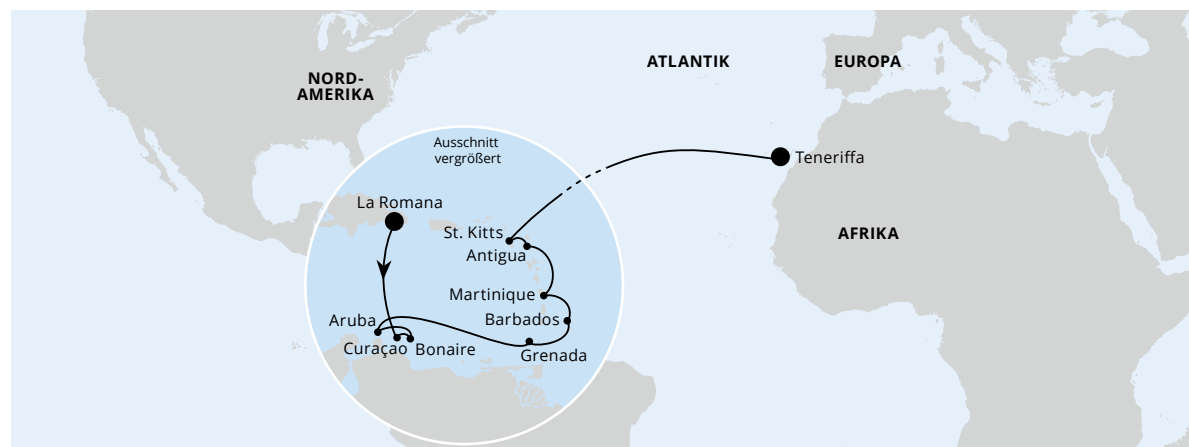 ATLANTIK
EUROPA
NORD-
AMERIKA
Ausschnitt
vergrößert
Teneriffa
La Romana
St. Kitts
AFRIKA
Antigua
Martinique
Barbados
Aruba
Curaçao
Bonaire
Grenada